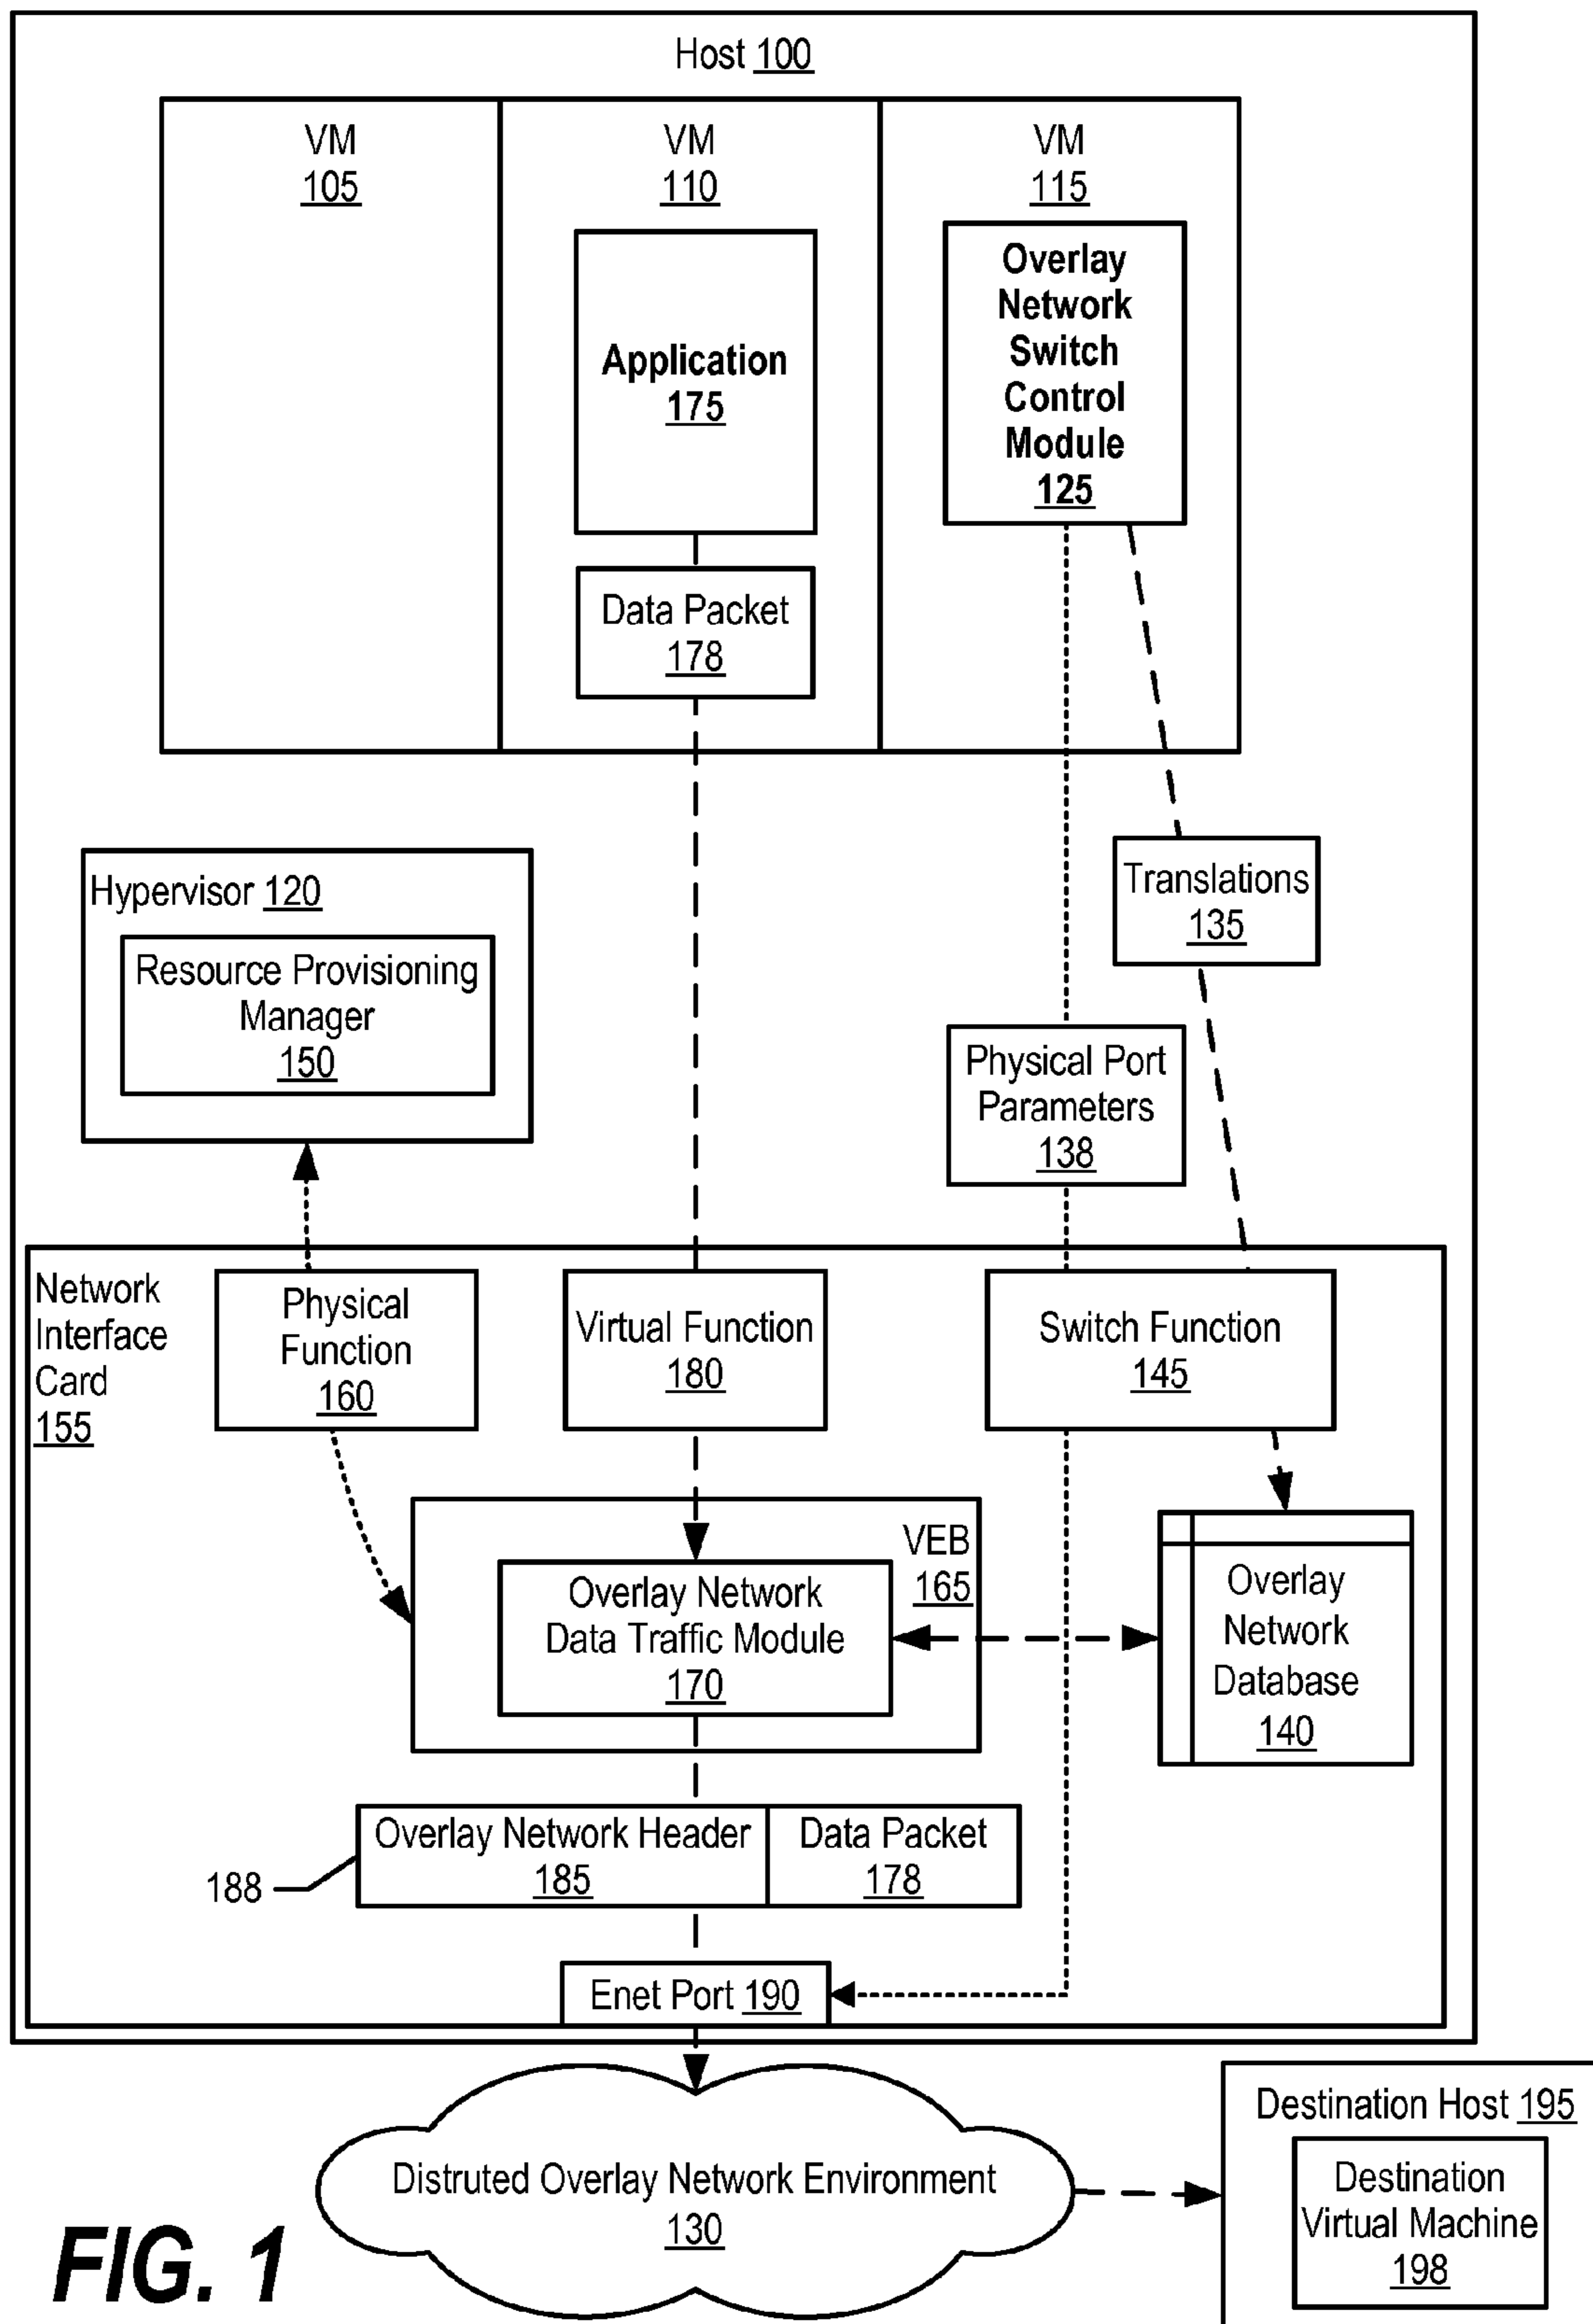 Host 100
VM
105
VM
110
VM
115
Application
175
Overlay
Network
Switch
Control
Module
125
Data Packet
178
Hypervisor 120
Resource Provisioning
Manager
150
Translations
135
Physical Port
Parameters
138
Network
Interface
Card
155
Physical
Function
160
Virtual Function
180
Switch Function
145
VEB
165
Overlay Network
Data Traffic Module
170
Overlay
Network
Database
140
Overlay Network Header
185
Data Packet
178
188
Enet Port 190
Distruted Overlay Network Environment
130
Destination Host 195
Destination
Virtual Machine
198
FIG. 1